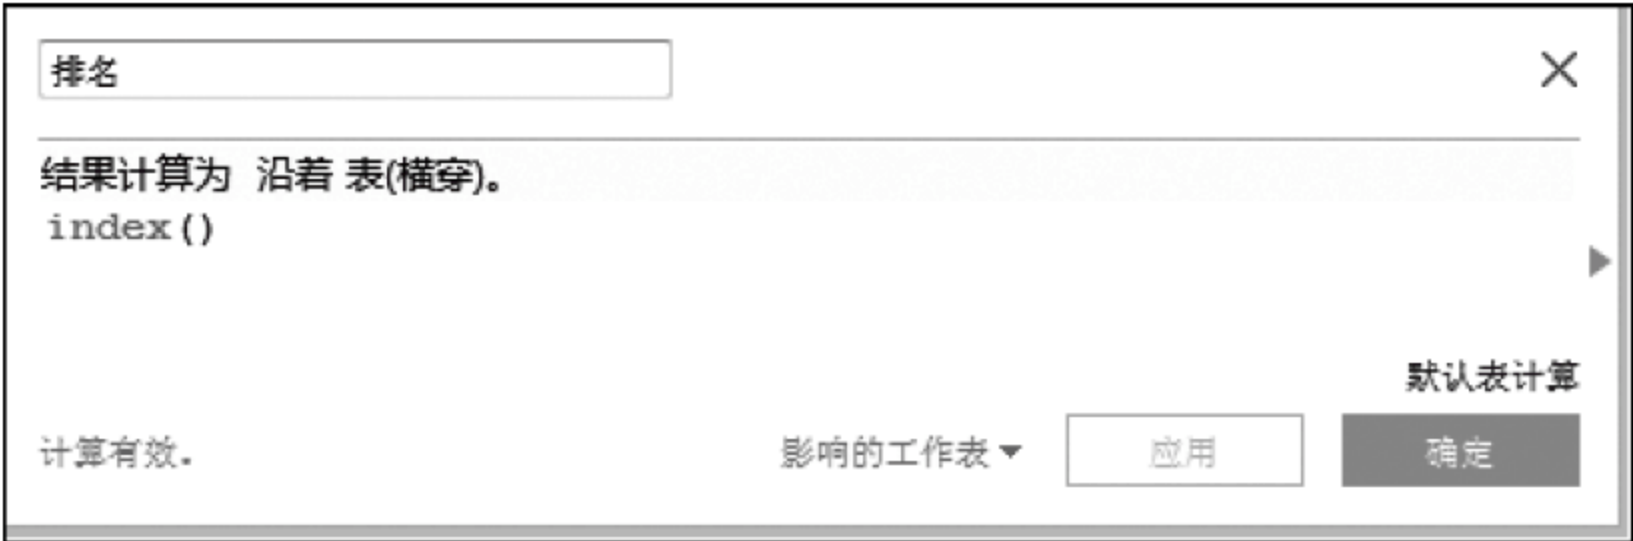 排名
结果计算为 沿着 表(横穿)。
index()
默认表计算
计算有效。
影响的工作表
应用
确定